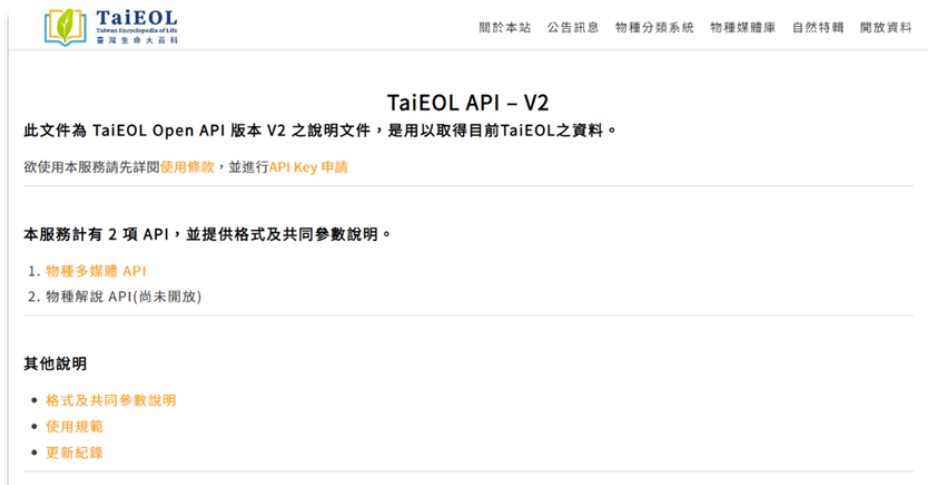 TaiEOL
Taiwan Encyclopedia of Life
臺灣生命大百科
關於本站 公告訊息 物種分類系統 物種媒體庫 自然特輯 開放資料
TaiEOL API – V2
此文件為 TaiEOL Open API 版本 V2 之說明文件，是用以取得目前TaiEOL之資料。
欲使用本服務請先詳閱使用條款，並進行API Key 申請
本服務計有 2 項 API，並提供格式及共同參數說明。
1. 物種多媒體 API
2. 物種解說 API(尚未開放)
其他說明
• 格式及共同參數說明
• 使用規範
• 更新紀錄